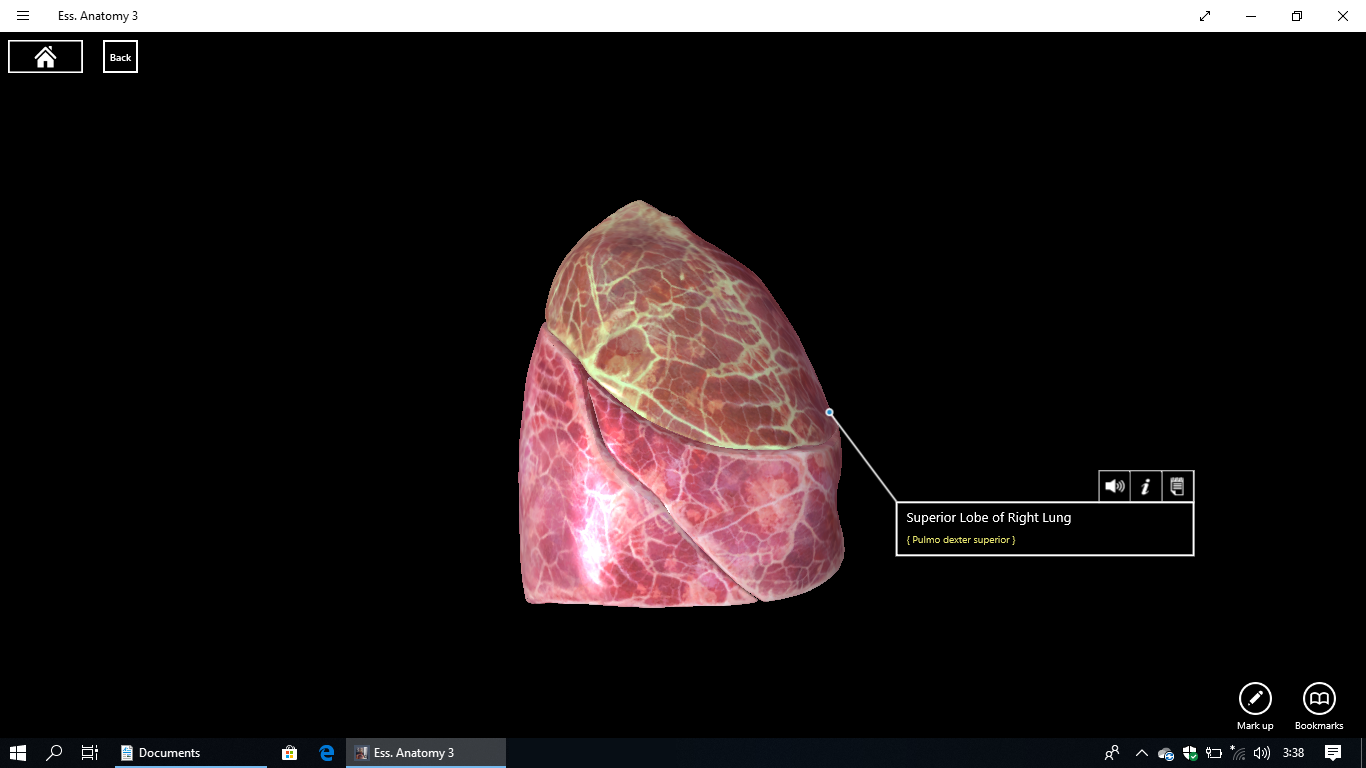 Ess. Anatomy 3
Back
Superior Lobe of Right Lung
{ Pulmo dexter superior }
Mark up
Bookmarks
Documents
Ess. Anatomy 3
3:38